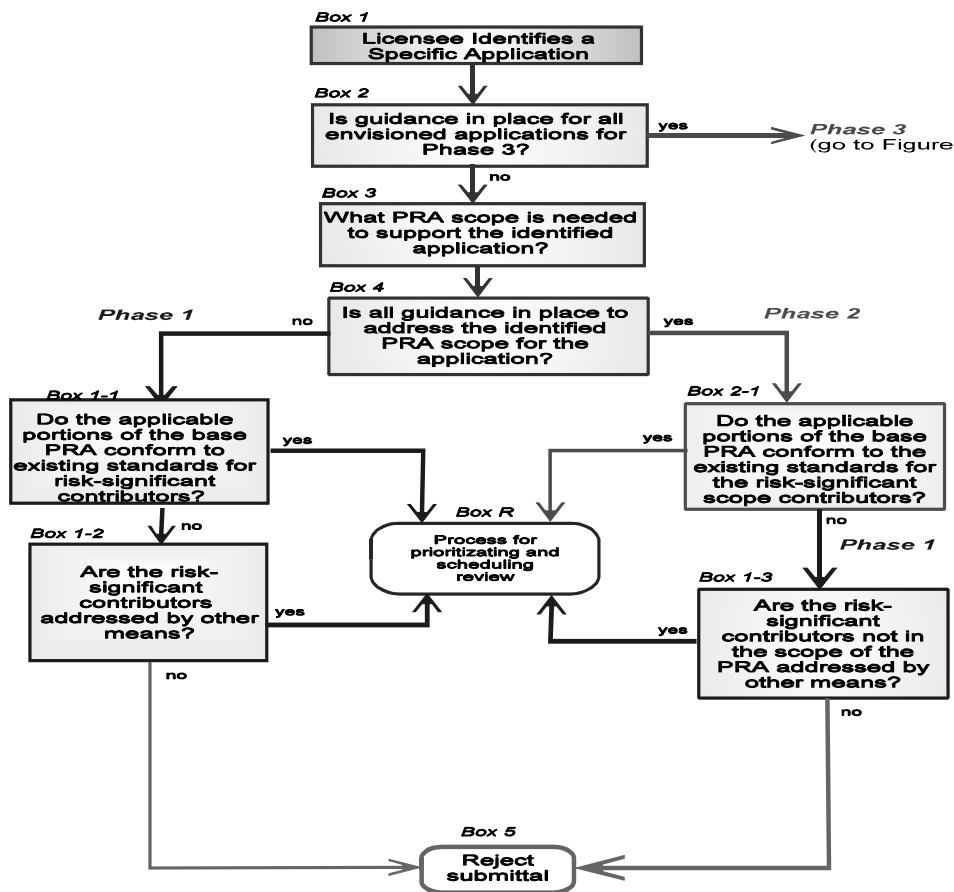 Box 1
Licensee Identifies a
Specific Application
Box 2
Is guidance in place for all
envisioned applications for
Phase 3?
yes
Phase 3
(go to Figure
no
Box 3
What PRA scope is needed
to support the identified
application?
Box 4
Phase 1
no
Is all guidance in place to
address the identified
PRA scope for the
application?
yes
Phase 2
Box 1-1
Do the applicable
portions of the base
PRA conform to
existing standards for
risk-significant
contributors?
yes
Box 2-1
Do the applicable
portions of the base
PRA conform to the
existing standards for
the risk-significant
scope contributors?
yes
no
Box 1-2
Are the risk-
significant
contributors
addressed by other
means?
yes
Box R
Process for
prioritizating and
scheduling
review
no
Phase 1
Box 1-3
Are the risk-
significant
contributors not in
the scope of the
PRA addressed by
other means?
yes
no
no
Box 5
Reject
submittal